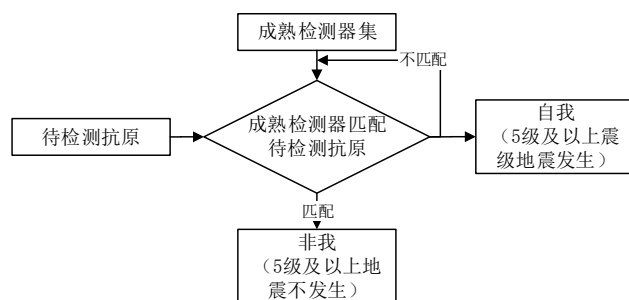 成熟检测器集
不匹配
待检测抗原
成熟检测器匹配
待检测抗原
自我
（5级及以上震
级地震发生）
匹配
非我
（5级及以上地
震不发生）